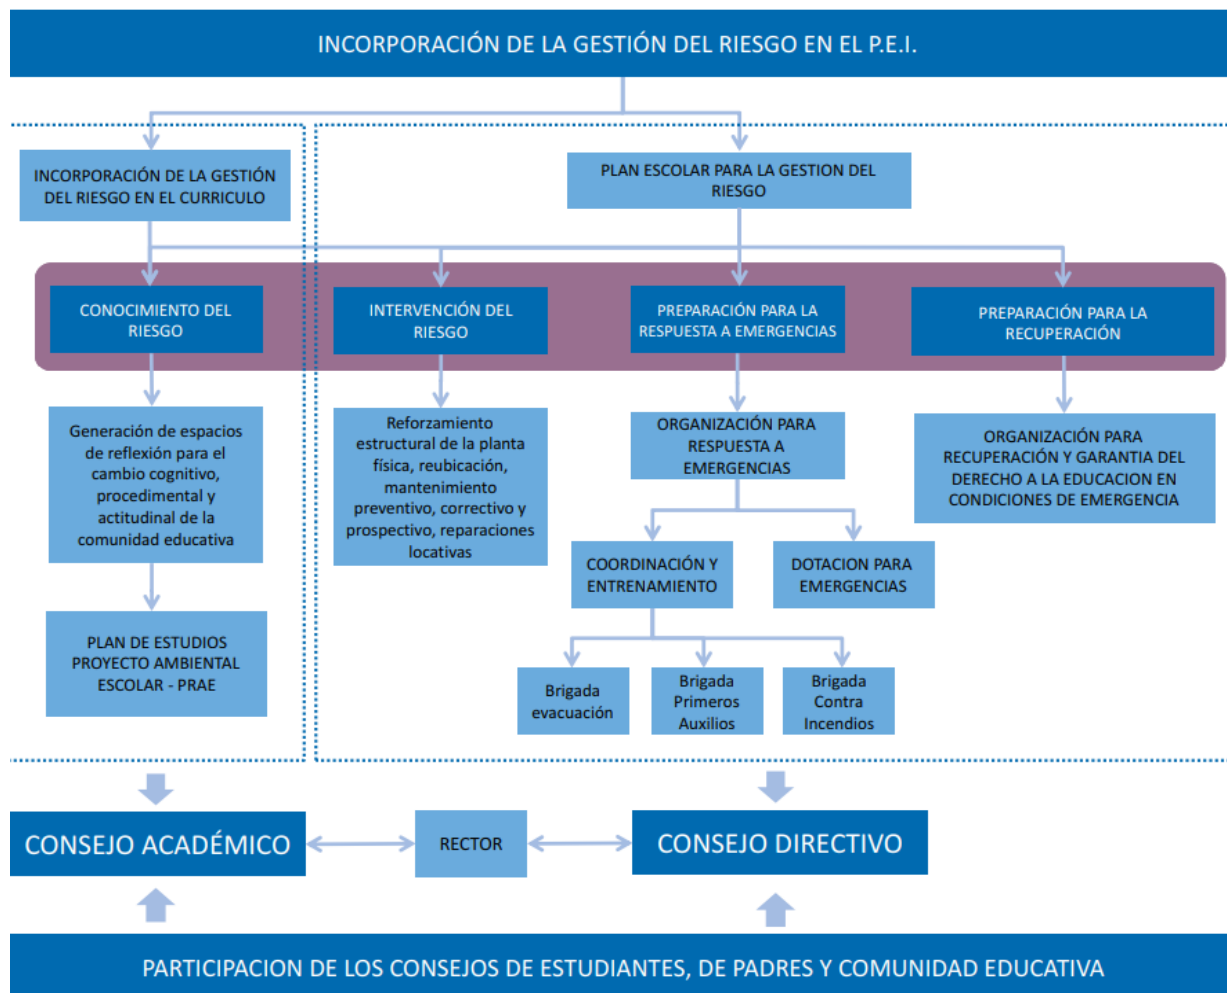 INCORPORACIÓN DE LA GESTIÓN DEL RIESGO EN EL P.E.I.
INCORPORACIÓN DE LA GESTIÓN
DEL RIESGO EN EL CURRICULO
PLAN ESCOLAR PARA LA GESTION DEL
RIESGO
CONOCIMIENTO DEL
RIESGO
INTERVENCIÓN DEL
RIESGO
PREPARACIÓN PARA LA
RESPUESTA A EMERGENCIAS
PREPARACIÓN PARA LA
RECUPERACIÓN
Generación de espacios
de reflexión para el
cambio cognitivo,
procedimental y
actitudinal de la
comunidad educativa
Reforzamiento
estructural de la planta
física, reubicación,
mantenimiento
preventivo, correctivo y
prospectivo, reparaciones
locativas
ORGANIZACIÓN PARA
RESPUESTA A
EMERGENCIAS
ORGANIZACIÓN PARA
RECUPERACIÓN Y GARANTIA DEL
DERECHO A LA EDUCACION EN
CONDICIONES DE EMERGENCIA
COORDINACIÓN Y
ENTRENAMIENTO
DOTACION PARA
EMERGENCIAS
PLAN DE ESTUDIOS
PROYECTO AMBIENTAL
ESCOLAR - PRAE
Brigada
evacuación
Brigada
Primeros
Auxilios
Brigada
Contra
Incendios
CONSEJO ACADÉMICO
RECTOR
CONSEJO DIRECTIVO
PARTICIPACION DE LOS CONSEJOS DE ESTUDIANTES, DE PADRES Y COMUNIDAD EDUCATIVA